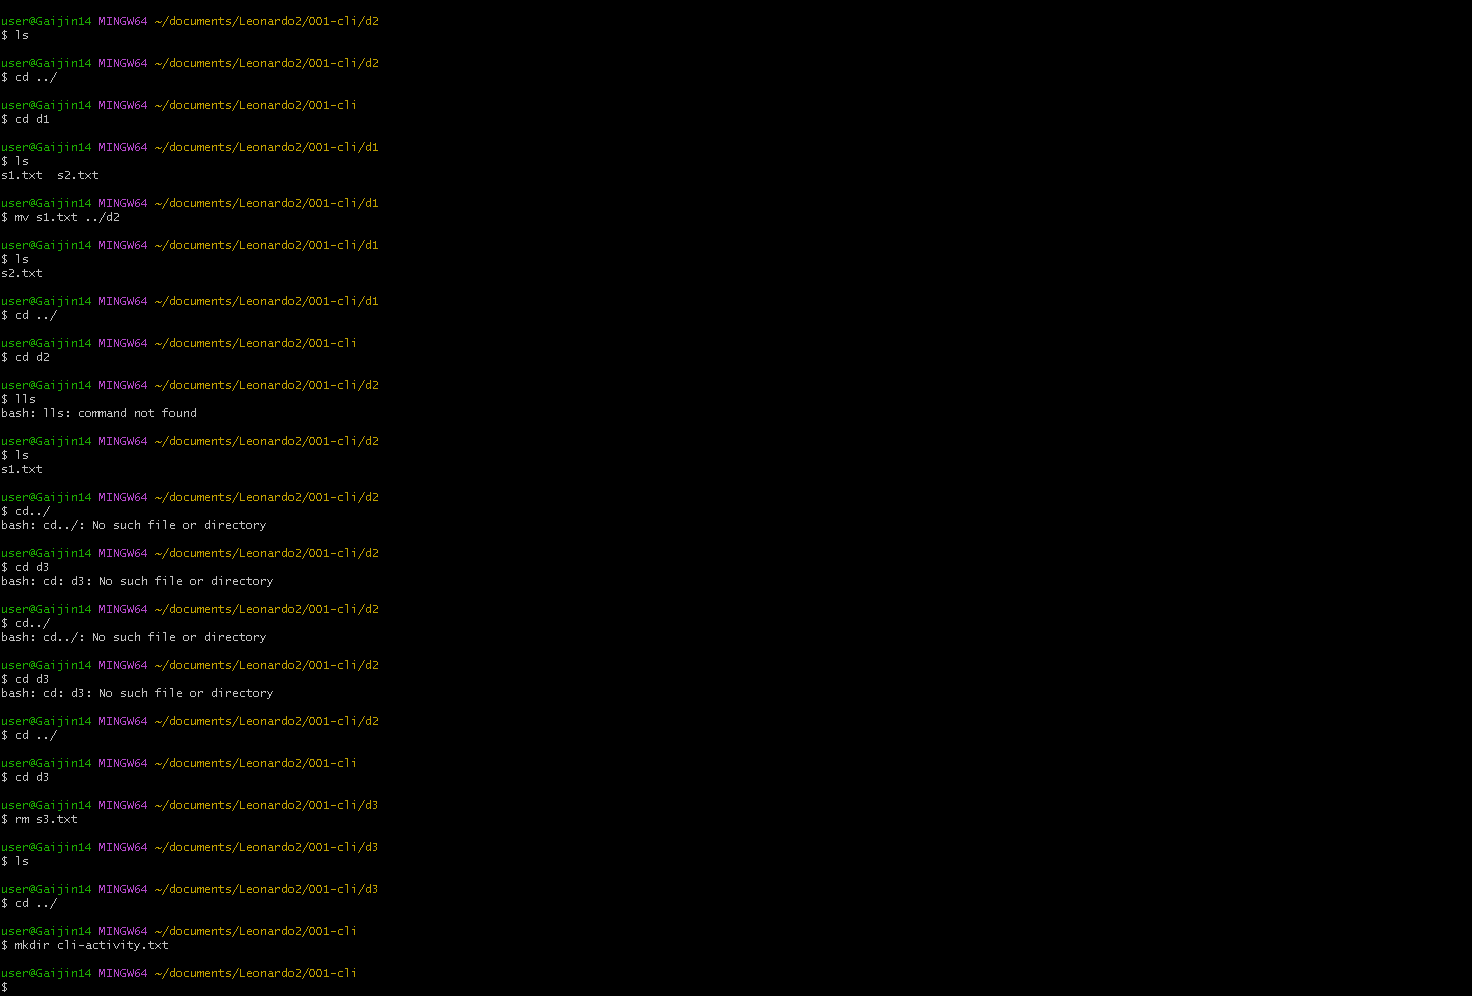 user@Gaijin14 MINGW64 ~/documents/Leonardo2/001-cli/d2
$ ls
user@Gaijin14 MINGW64 ~/documents/Leonardo2/001-cli/d2
$ cd ../
user@Gaijin14 MINGW64 ~/documents/Leonardo2/001-cli
$ cd d1
user@Gaijin14 MINGW64 ~/documents/Leonardo2/001-cli/d1
$ ls
s1.txt  s2.txt
user@Gaijin14 MINGW64 ~/documents/Leonardo2/001-cli/d1
$ mv s1.txt ../d2
user@Gaijin14 MINGW64 ~/documents/Leonardo2/001-cli/d1
$ ls
s2.txt
user@Gaijin14 MINGW64 ~/documents/Leonardo2/001-cli/d1
$ cd ../
user@Gaijin14 MINGW64 ~/documents/Leonardo2/001-cli
$ cd d2
user@Gaijin14 MINGW64 ~/documents/Leonardo2/001-cli/d2
$ lls
bash: lls: command not found
user@Gaijin14 MINGW64 ~/documents/Leonardo2/001-cli/d2
$ ls
s1.txt
user@Gaijin14 MINGW64 ~/documents/Leonardo2/001-cli/d2
$ cd../
bash: cd../: No such file or directory
user@Gaijin14 MINGW64 ~/documents/Leonardo2/001-cli/d2
$ cd d3
bash: cd: d3: No such file or directory
user@Gaijin14 MINGW64 ~/documents/Leonardo2/001-cli/d2
$ cd../
bash: cd../: No such file or directory
user@Gaijin14 MINGW64 ~/documents/Leonardo2/001-cli/d2
$ cd d3
bash: cd: d3: No such file or directory
user@Gaijin14 MINGW64 ~/documents/Leonardo2/001-cli/d2
$ cd ../
user@Gaijin14 MINGW64 ~/documents/Leonardo2/001-cli
$ cd d3
user@Gaijin14 MINGW64 ~/documents/Leonardo2/001-cli/d3
$ rm s3.txt
user@Gaijin14 MINGW64 ~/documents/Leonardo2/001-cli/d3
$ ls
user@Gaijin14 MINGW64 ~/documents/Leonardo2/001-cli/d3
$ cd ../
user@Gaijin14 MINGW64 ~/documents/Leonardo2/001-cli
$ mkdir cli-activity.txt
user@Gaijin14 MINGW64 ~/documents/Leonardo2/001-cli
$